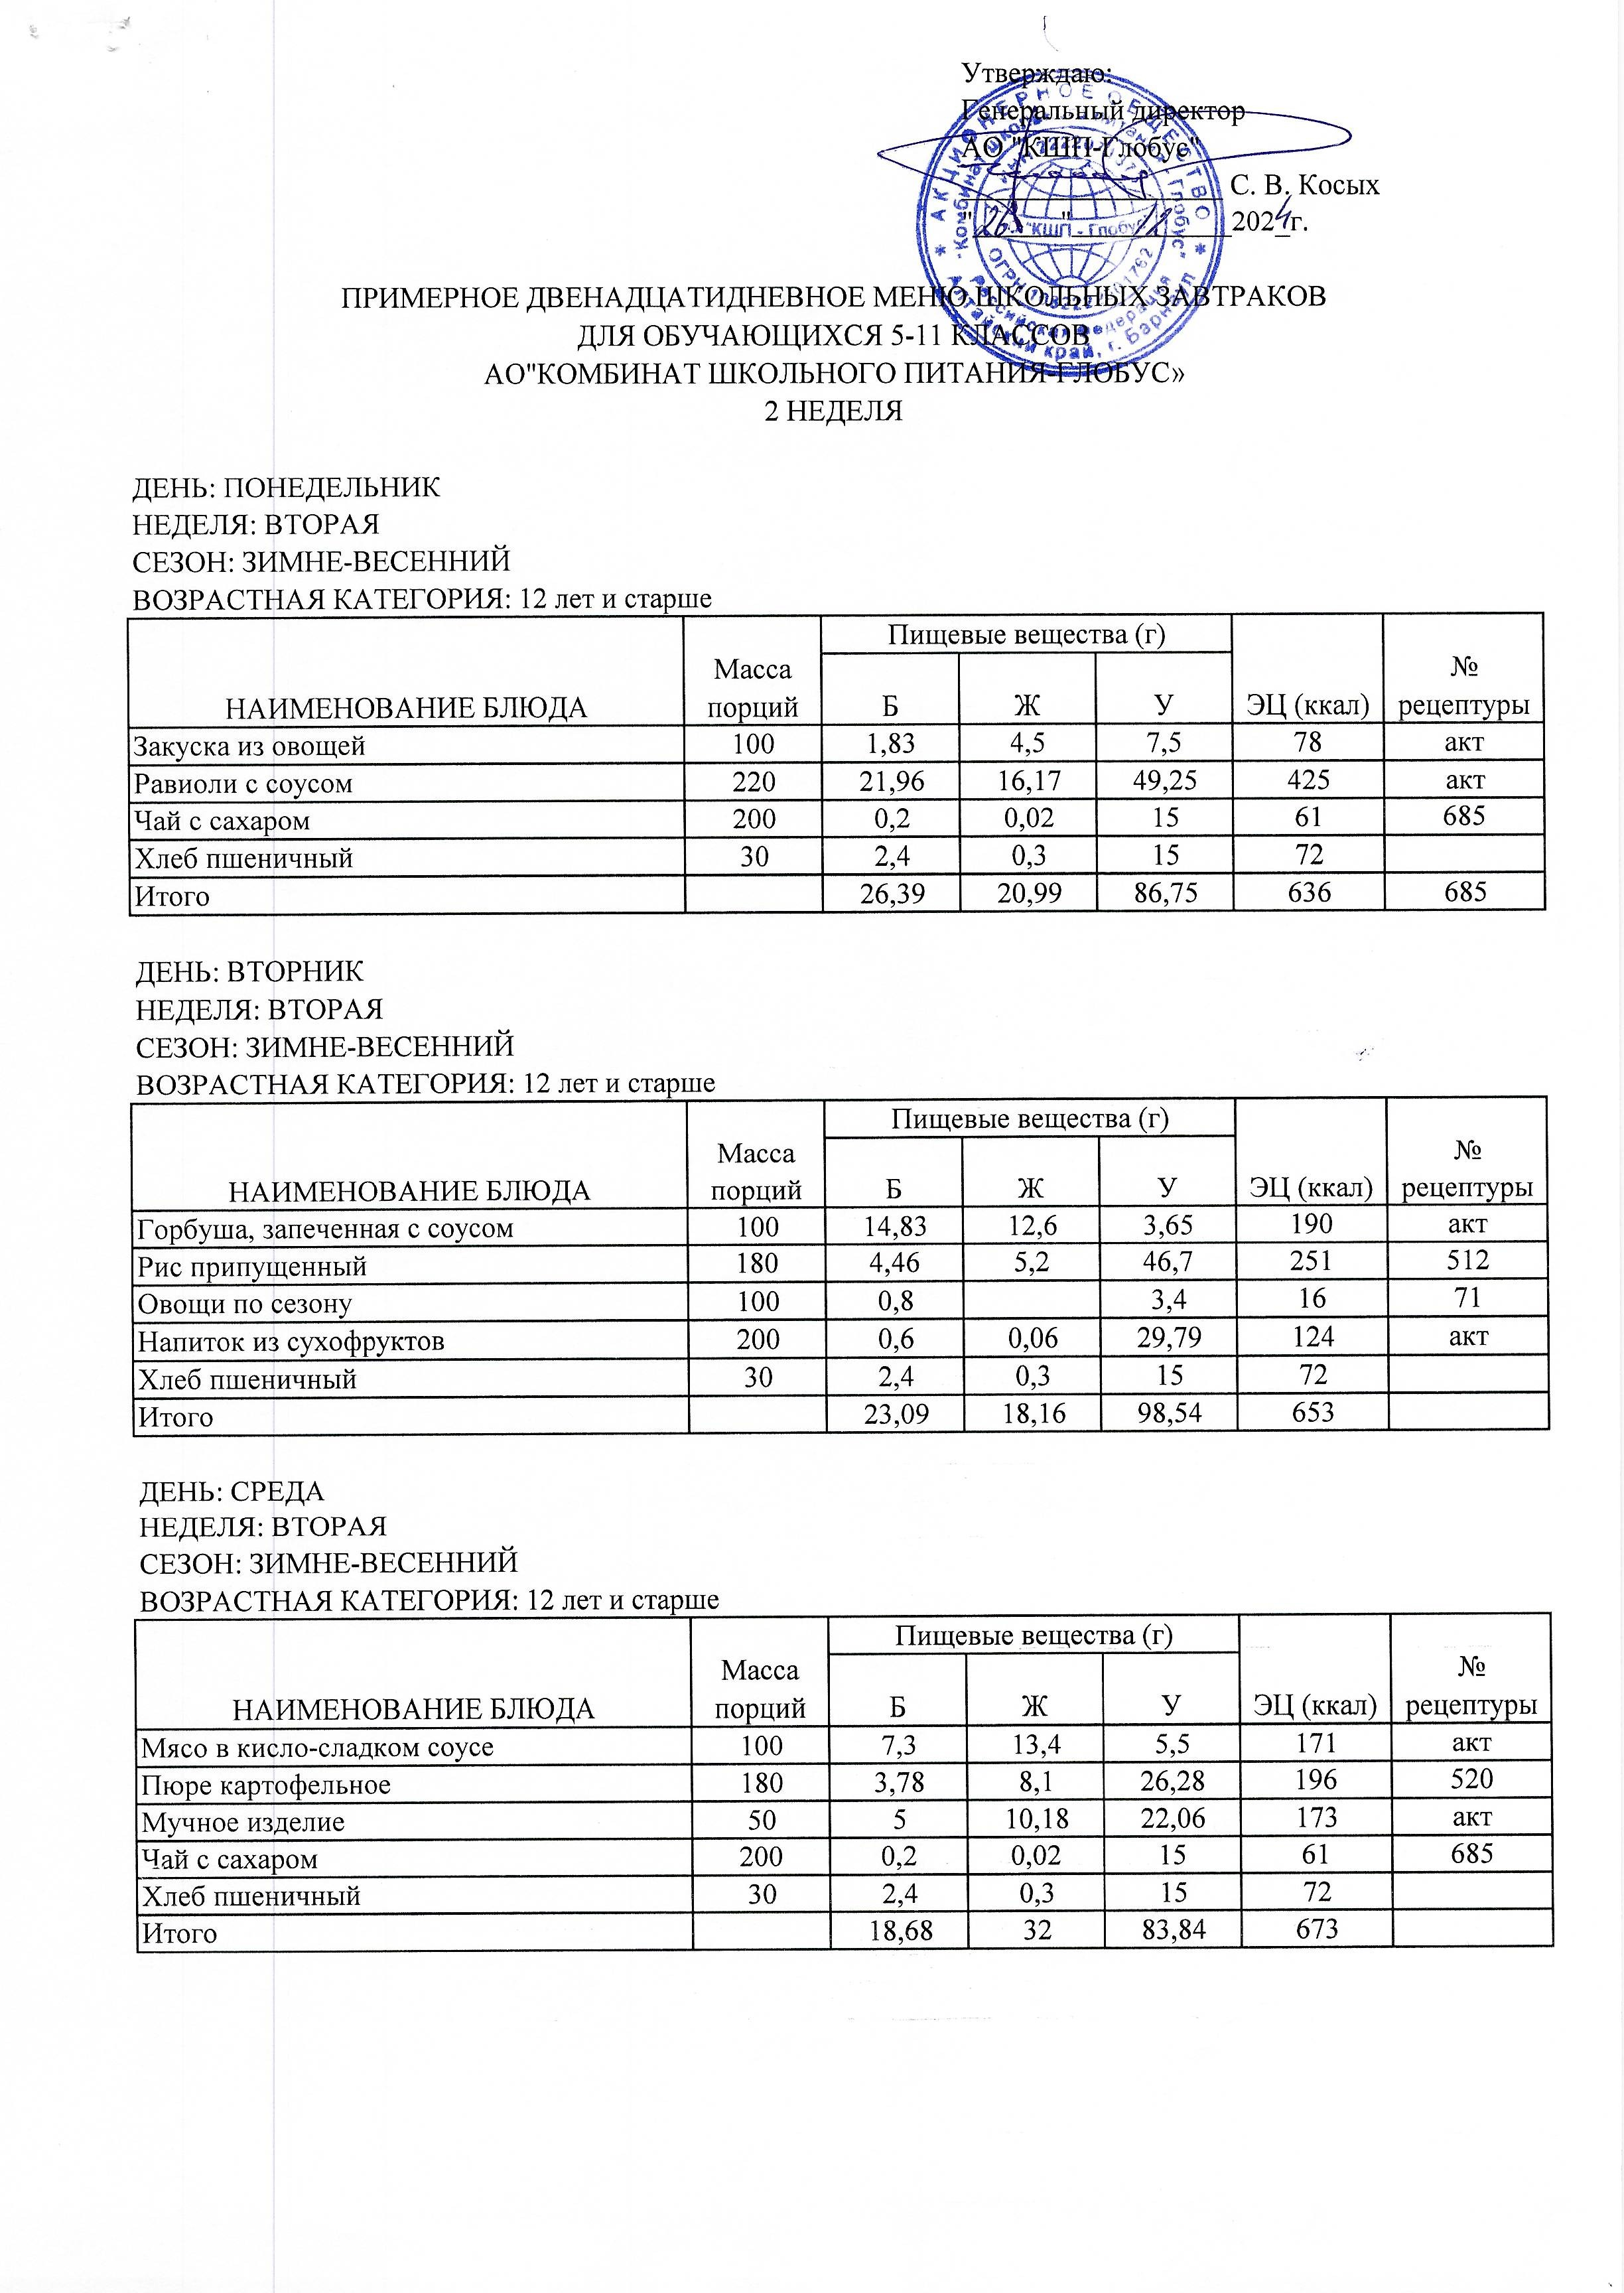 Утверждаю:
Генеральный директор
АО "КШП-Глобус"
С. В. Косых
"26" 12 2024г.
АКЦИОНЕРНОЕ ОБЩЕСТВО
"КШП - Глобус"
Российская Федерация
Алтайский край, г. Барнаул
ПРИМЕРНОЕ ДВЕНАДЦАТИДНЕВНОЕ МЕНЮ ШКОЛЬНЫХ ЗАВТРАКОВ
ДЛЯ ОБУЧАЮЩИХСЯ 5-11 КЛАССОВ
АО"КОМБИНАТ ШКОЛЬНОГО ПИТАНИЯ-ГЛОБУС»
2 НЕДЕЛЯ
ДЕНЬ: ПОНЕДЕЛЬНИК
НЕДЕЛЯ: ВТОРАЯ
СЕЗОН: ЗИМНЕ-ВЕСЕННИЙ
ВОЗРАСТНАЯ КАТЕГОРИЯ: 12 лет и старше
НАИМЕНОВАНИЕ БЛЮДА Масса порций Пищевые вещества (г) Б Ж У ЭЦ (ккал) № рецептуры
Закуска из овощей 100 1,83 4,5 7,5 78 акт
Равиоли с соусом 220 21,96 16,17 49,25 425 акт
Чай с сахаром 200 0,2 0,02 15 61 685
Хлеб пшеничный 30 2,4 0,3 15 72
Итого 26,39 20,99 86,75 636 685
ДЕНЬ: ВТОРНИК
НЕДЕЛЯ: ВТОРАЯ
СЕЗОН: ЗИМНЕ-ВЕСЕННИЙ
ВОЗРАСТНАЯ КАТЕГОРИЯ: 12 лет и старше
НАИМЕНОВАНИЕ БЛЮДА Масса порций Пищевые вещества (г) Б Ж У ЭЦ (ккал) № рецептуры
Горбуша, запеченная с соусом 100 14,83 12,6 3,65 190 акт
Рис припущенный 180 4,46 5,2 46,7 251 512
Овощи по сезону 100 0,8 3,4 16 71
Напиток из сухофруктов 200 0,6 0,06 29,79 124 акт
Хлеб пшеничный 30 2,4 0,3 15 72
Итого 23,09 18,16 98,54 653
ДЕНЬ: СРЕДА
НЕДЕЛЯ: ВТОРАЯ
СЕЗОН: ЗИМНЕ-ВЕСЕННИЙ
ВОЗРАСТНАЯ КАТЕГОРИЯ: 12 лет и старше
НАИМЕНОВАНИЕ БЛЮДА Масса порций Пищевые вещества (г) Б Ж У ЭЦ (ккал) № рецептуры
Мясо в кисло-сладком соусе 100 7,3 13,4 5,5 171 акт
Пюре картофельное 180 3,78 8,1 26,28 196 520
Мучное изделие 50 5 10,18 22,06 173 акт
Чай с сахаром 200 0,2 0,02 15 61 685
Хлеб пшеничный 30 2,4 0,3 15 72
Итого 18,68 32 83,84 673